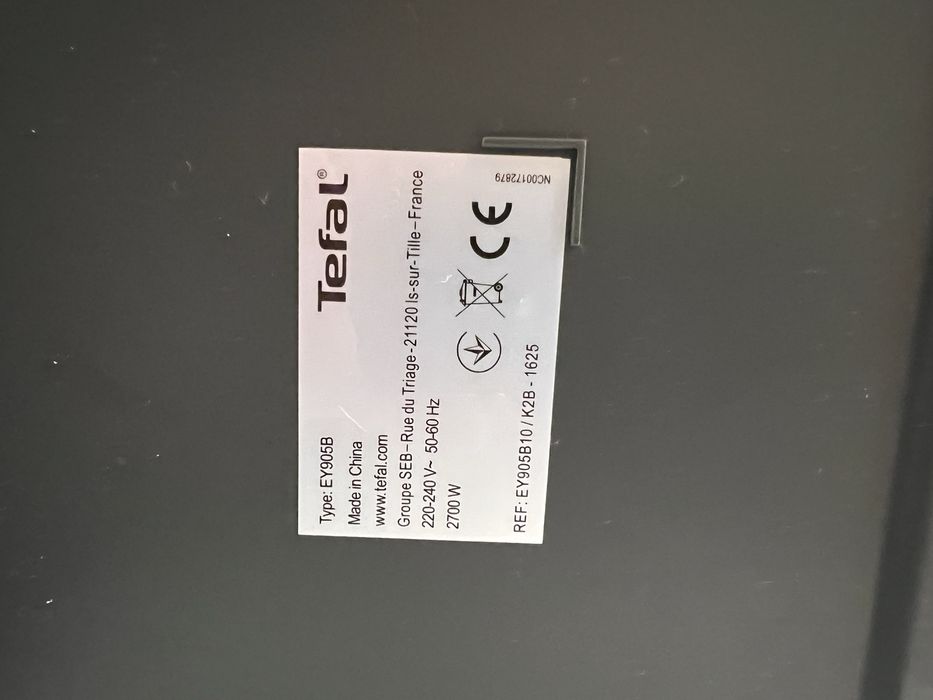 Tefal®
Type: EY905B
Made in China
www.tefal.com
Groupe SEB–Rue du Triage-21120 Is-sur-Tille–France
220-240 V~ 50-60 Hz
2700 W
CE
REF: EY905B10 / K2B - 1625
NC00172879